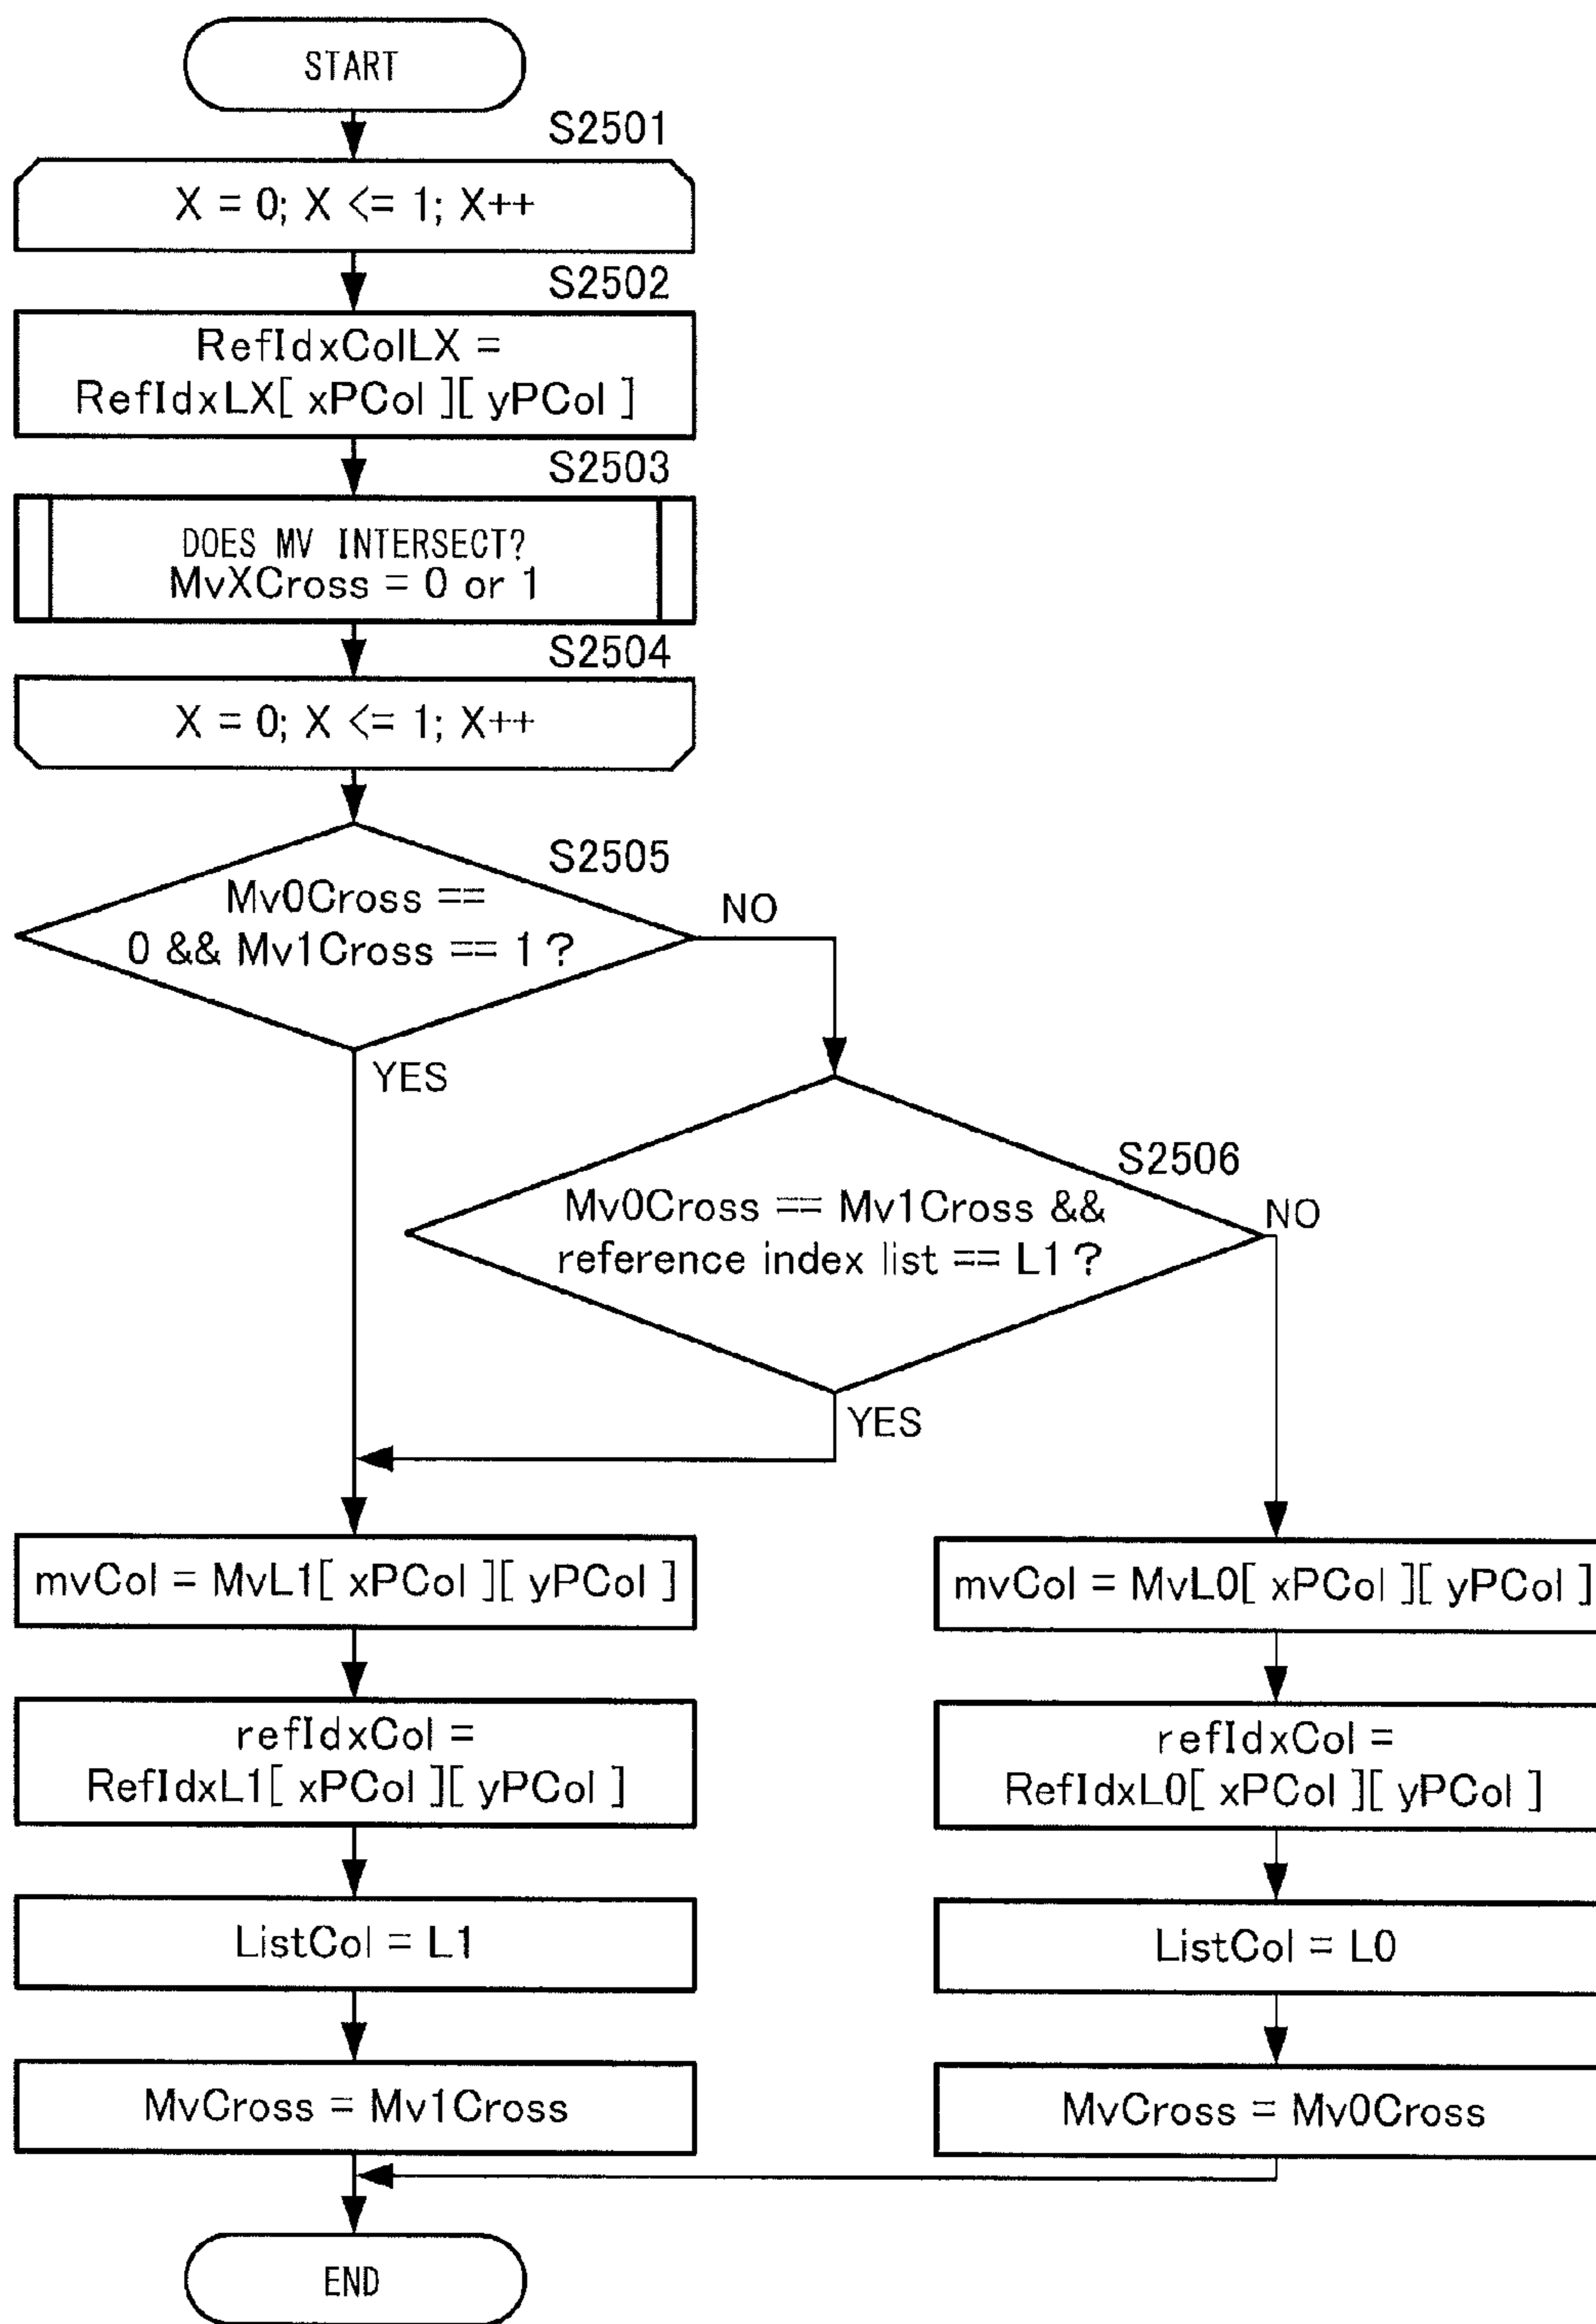 START
S2501
X = 0; X <= 1; X++
S2502
RefIdxColLX =
RefIdxLX[ xPCol ][ yPCol ]
S2503
DOES MV INTERSECT?
MvXCross = 0 or 1
S2504
X = 0; X <= 1; X++
S2505
Mv0Cross ==
0 && Mv1Cross == 1 ?
NO
YES
S2506
Mv0Cross == Mv1Cross &&
reference index list == L1 ?
NO
YES
mvCol = MvL1[ xPCol ][ yPCol ]
refIdxCol =
RefIdxL1[ xPCol ][ yPCol ]
ListCol = L1
MvCross = Mv1Cross
mvCol = MvL0[ xPCol ][ yPCol ]
refIdxCol =
RefIdxL0[ xPCol ][ yPCol ]
ListCol = L0
MvCross = Mv0Cross
END